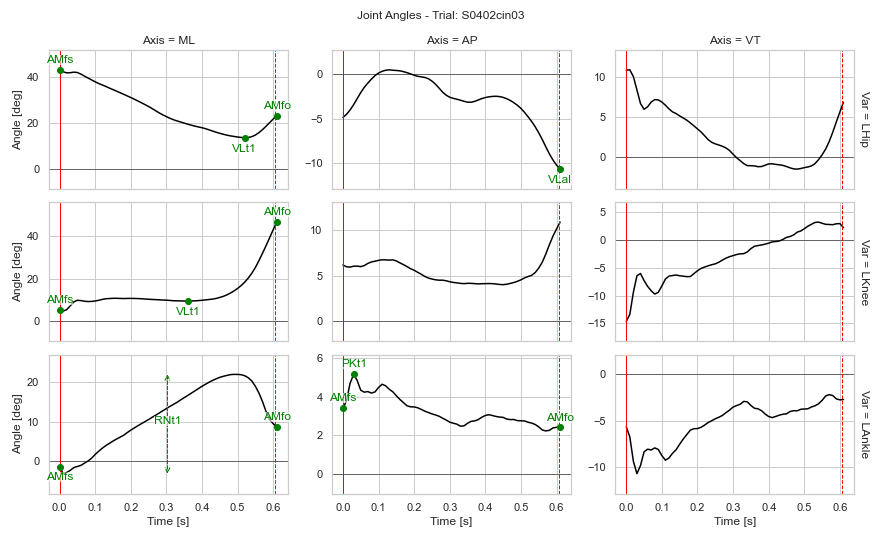 Joint Angles - Trial: S0402cin03
Axis = ML
Axis = AP
Axis = VT
Angle [deg]
40
20
0
AMfs
VLt1
AMfo
0
−5
−10
VLal
10
5
0
Var = LHip
Angle [deg]
40
20
0
AMfs
VLt1
AMfo
10
5
0
5
0
−5
−10
−15
Var = LKnee
Angle [deg]
20
10
0
AMfs
RNt1
AMfo
0.0 0.1 0.2 0.3 0.4 0.5 0.6
Time [s]
6
4
2
0
AMfs
PKt1
AMfo
0.0 0.1 0.2 0.3 0.4 0.5 0.6
Time [s]
0
−5
−10
0.0 0.1 0.2 0.3 0.4 0.5 0.6
Time [s]
Var = LAnkle